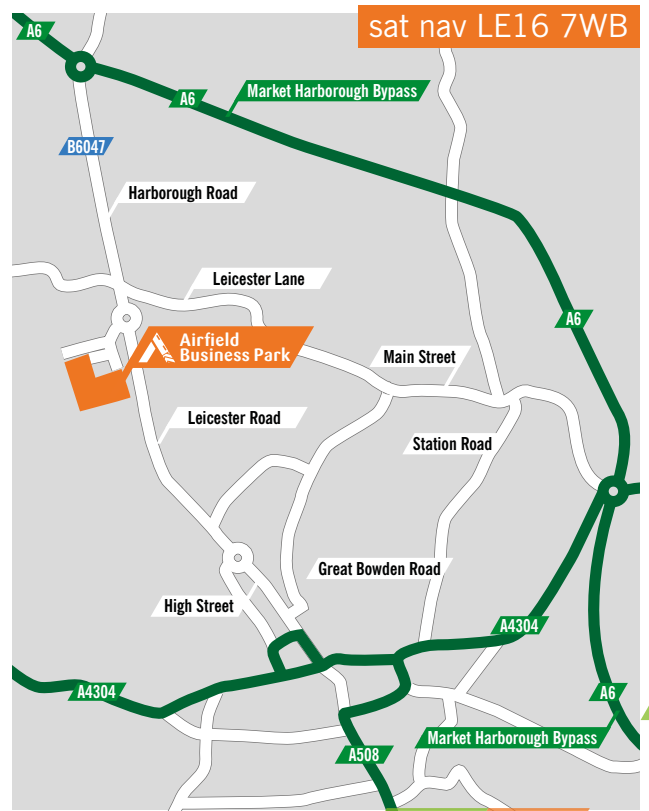 sat nav LE16 7WB
A6
Market Harborough Bypass
A6
B6047
Harborough Road
Leicester Lane
A6
Airfield
Business Park
Main Street
Leicester Road
Station Road
Great Bowden Road
High Street
A4304
A4304
A6
Market Harborough Bypass
A508